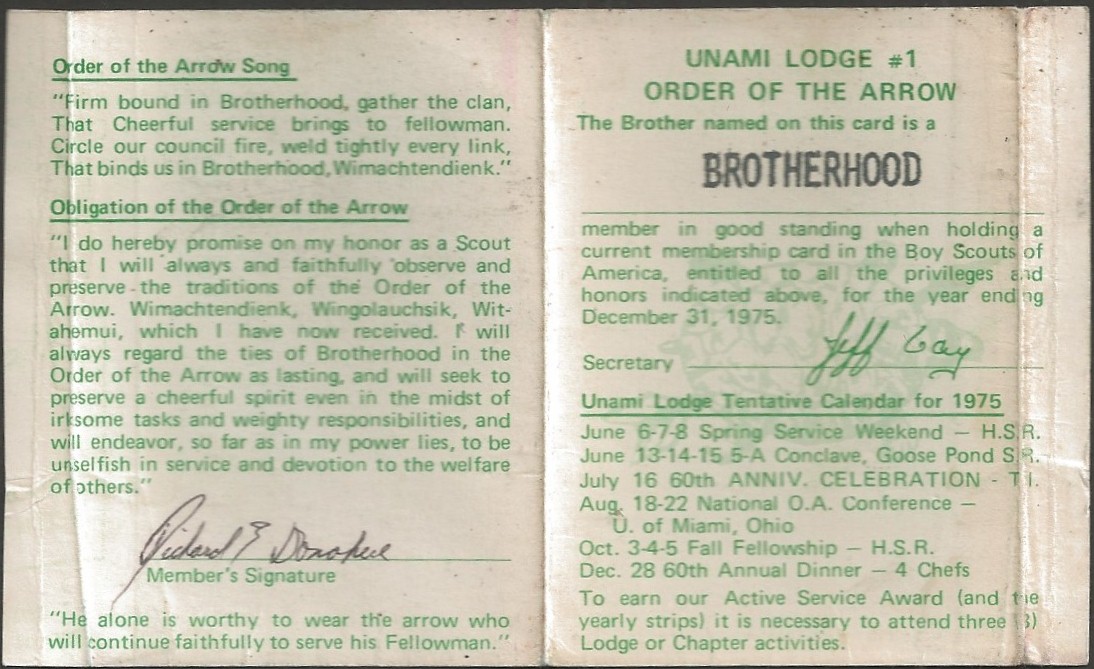 Order of the Arrow Song
"Firm bound in Brotherhood, gather the clan,
That Cheerful service brings to fellowman.
Circle our council fire, weld tightly every link,
That binds us in Brotherhood, Wimachtendienk."
Obligation of the Order of the Arrow
"I do hereby promise on my honor as a Scout
that I will always and faithfully observe and
preserve the traditions of the Order of the
Arrow. Wimachtendienk, Wingolauchsik, Wit-
ahemui, which I have now received. I will
always regard the ties of Brotherhood in the
Order of the Arrow as lasting, and will seek to
preserve a cheerful spirit even in the midst of
irksome tasks and weighty responsibilities, and
will endeavor, so far as in my power lies, to be
unselfish in service and devotion to the welfare
of others."
Richard E Donahue
Member's Signature
"He alone is worthy to wear the arrow who
will continue faithfully to serve his Fellowman."
UNAMI LODGE #1
ORDER OF THE ARROW
The Brother named on this card is a
BROTHERHOOD
member in good standing when holding a
current membership card in the Boy Scouts of
America, entitled to all the privileges and
honors indicated above, for the year ending
December 31, 1975.
Secretary Jeff Gay
Unami Lodge Tentative Calendar for 1975
June 6-7-8 Spring Service Weekend — H.S.R.
June 13-14-15 5-A Conclave, Goose Pond S.R.
July 16 60th ANNIV. CELEBRATION - T.I.
Aug. 18-22 National O.A. Conference —
U. of Miami, Ohio
Oct. 3-4-5 Fall Fellowship — H.S.R.
Dec. 28 60th Annual Dinner — 4 Chefs
To earn our Active Service Award (and the
yearly strips) it is necessary to attend three (3)
Lodge or Chapter activities.